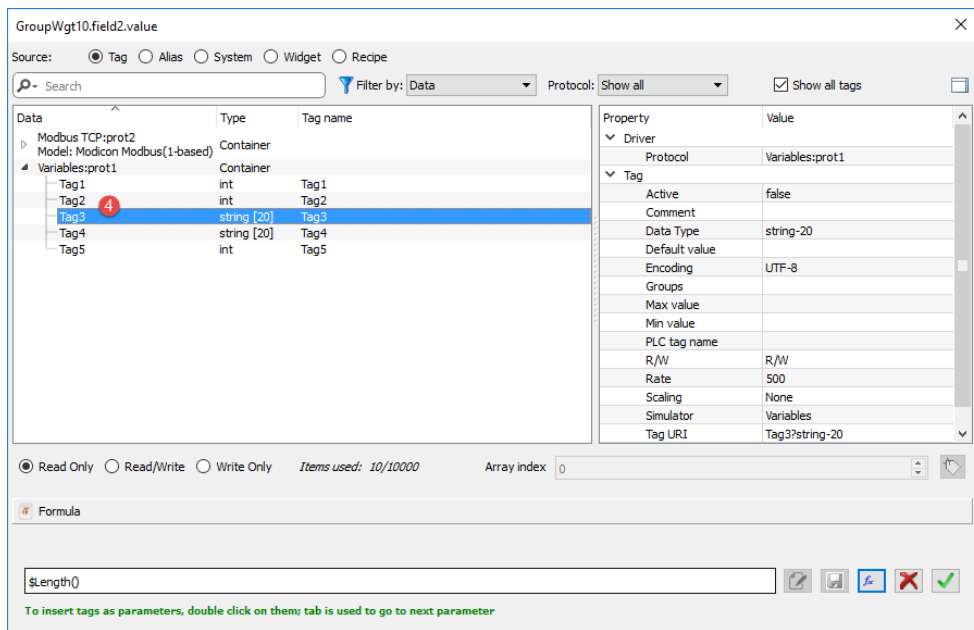 GroupWgt10.field2.value
Source: Tag Alias System Widget Recipe
Search Filter by: Data Protocol: Show all Show all tags
Data Type Tag name
Modbus TCP:prot2
Model: Modicon Modbus(1-based) Container
Variables:prot1 Container
Tag1 int Tag1
Tag2 int Tag2
4
Tag3 string [20] Tag3
Tag4 string [20] Tag4
Tag5 int Tag5
Property Value
Driver
Protocol Variables:prot1
Tag
Active false
Comment
Data Type string-20
Default value
Encoding UTF-8
Groups
Max value
Min value
PLC tag name
R/W R/W
Rate 500
Scaling None
Simulator Variables
Tag URI Tag3?string-20
Read Only Read/Write Write Only Items used: 10/10000 Array index 0
Formula
$Length()
fx
To insert tags as parameters, double click on them; tab is used to go to next parameter